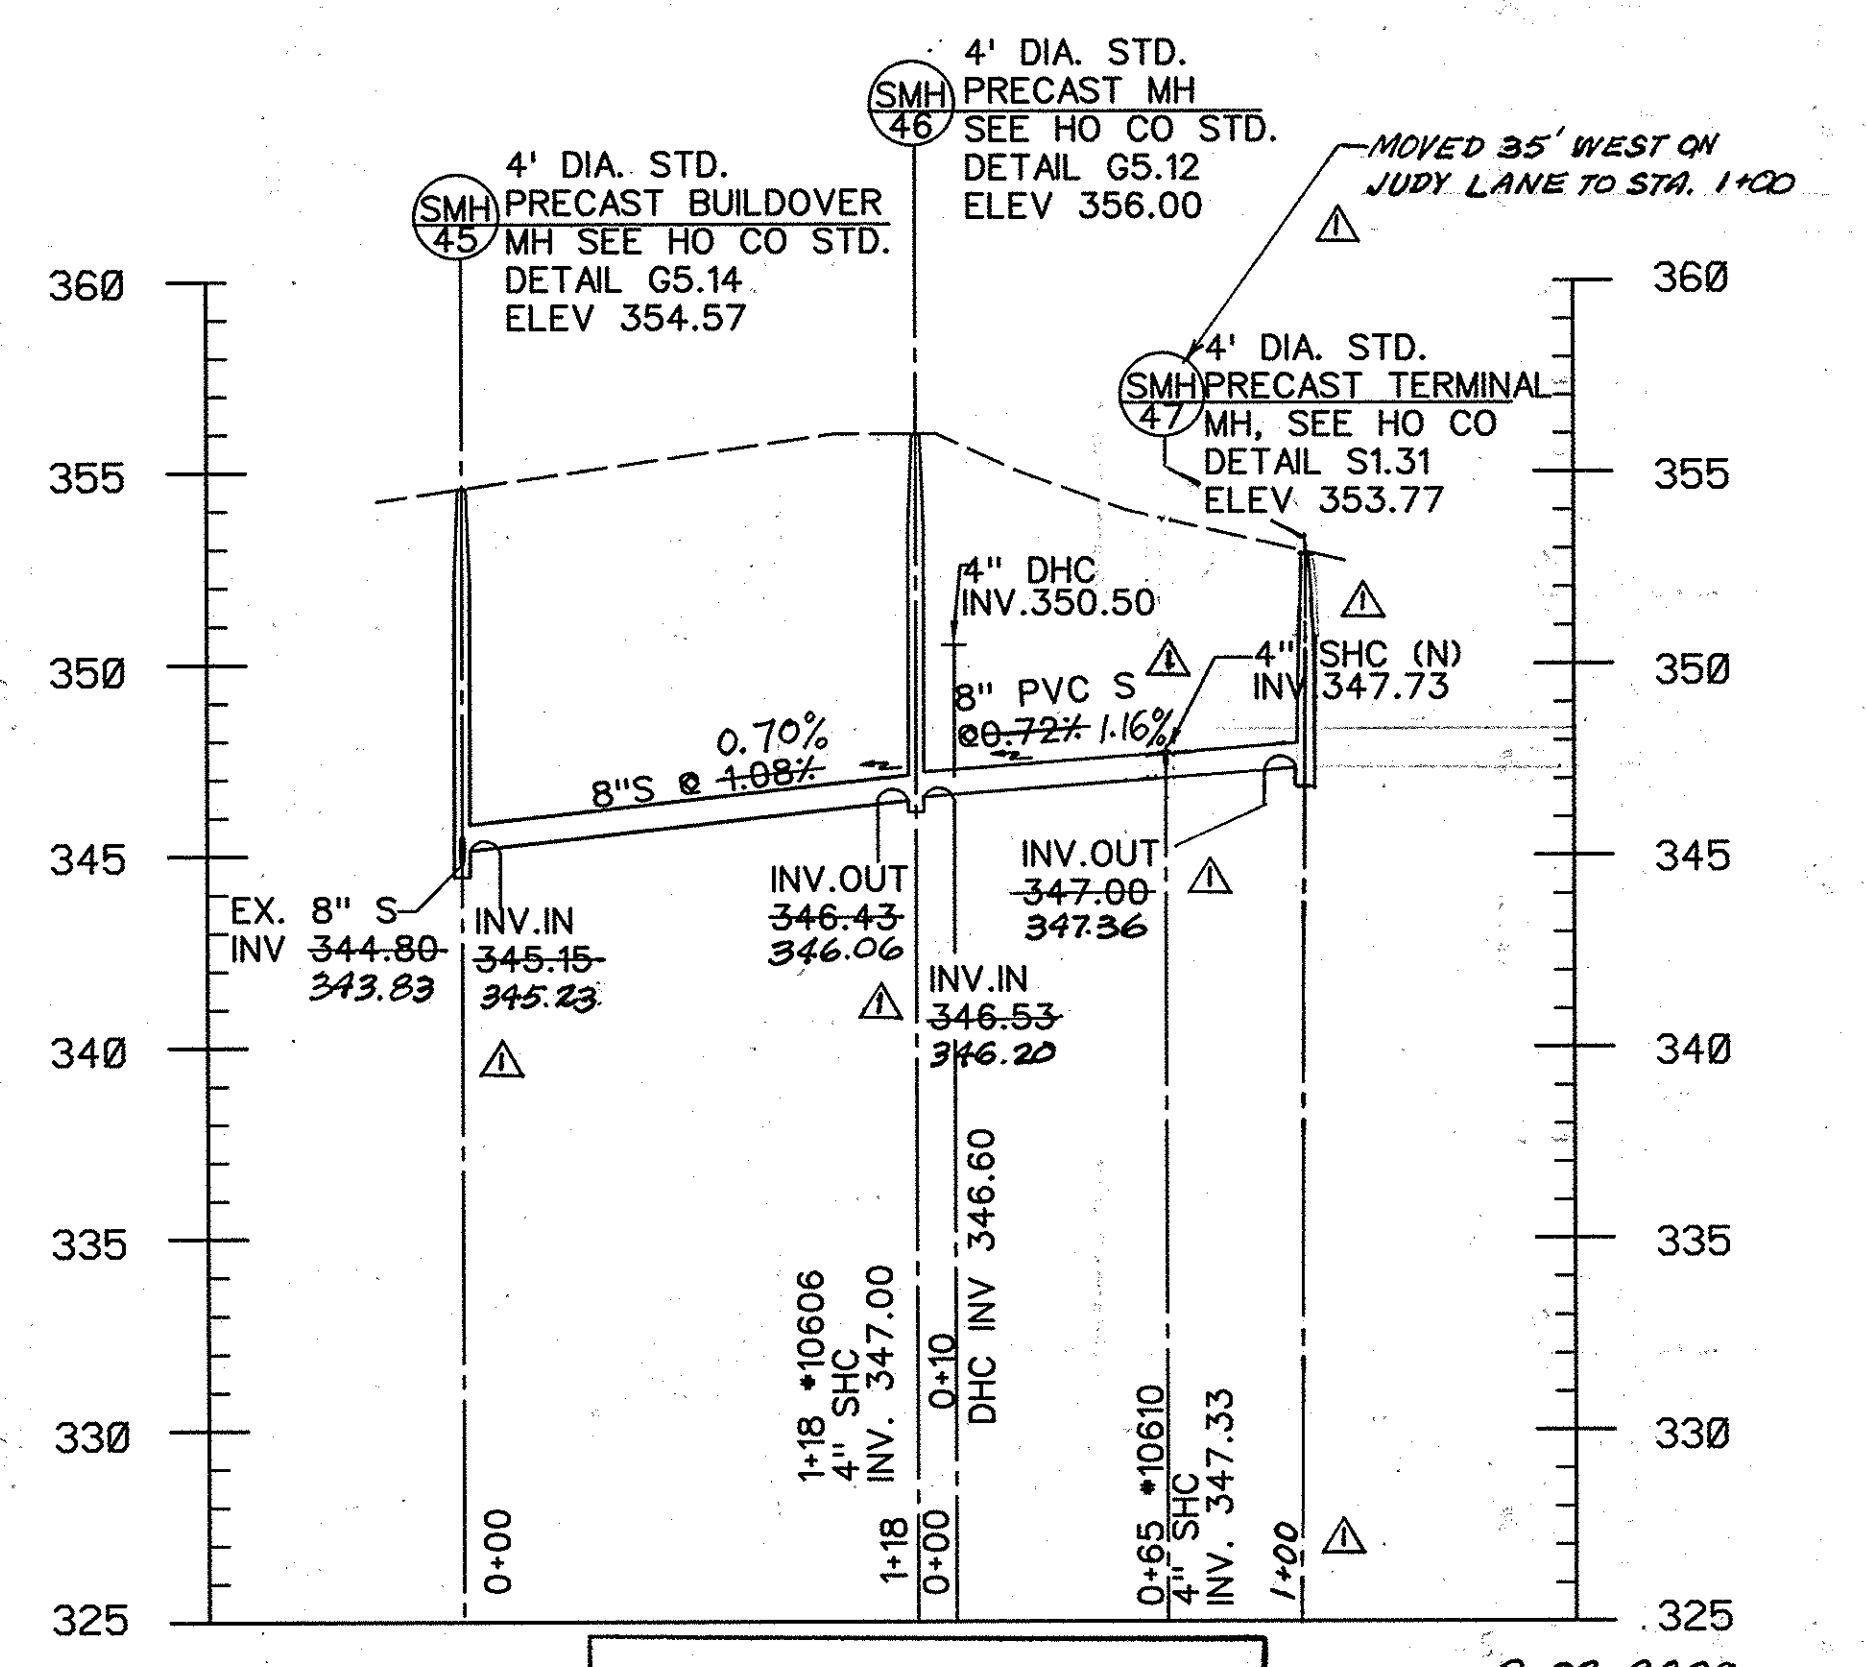 4' DIA. STD.
SMH PRECAST MH
46 SEE HO CO STD.
DETAIL G5.12
ELEV 356.00
4' DIA. STD.
SMH PRECAST BUILDOVER
45 MH SEE HO CO STD.
DETAIL G5.14
ELEV 354.57
MOVED 35' WEST ON
JUDY LANE TO STA. 1+00
1
4' DIA. STD.
SMH PRECAST TERMINAL
47 MH, SEE HO CO
DETAIL S1.31
ELEV 353.77
360
355
350
345
340
335
330
325
360
355
350
345
340
335
330
325
4" DHC
INV.350.50
1
1
4" SHC (N)
INV 347.73
8" PVC S
@0.72% 1.16%
0.70%
8"S @ 1.08%
EX. 8" S
INV 344.80
343.83
INV.IN
345.15
345.23
1
INV.OUT
346.43
346.06
1
INV.IN
346.53
346.20
INV.OUT
347.00
347.36
1
0+00
1+18 *10606
4" SHC
INV. 347.00
1+18
0+00
0+10
DHC INV 346.60
0+65 *10610
4" SHC
INV. 347.33
1+00
1